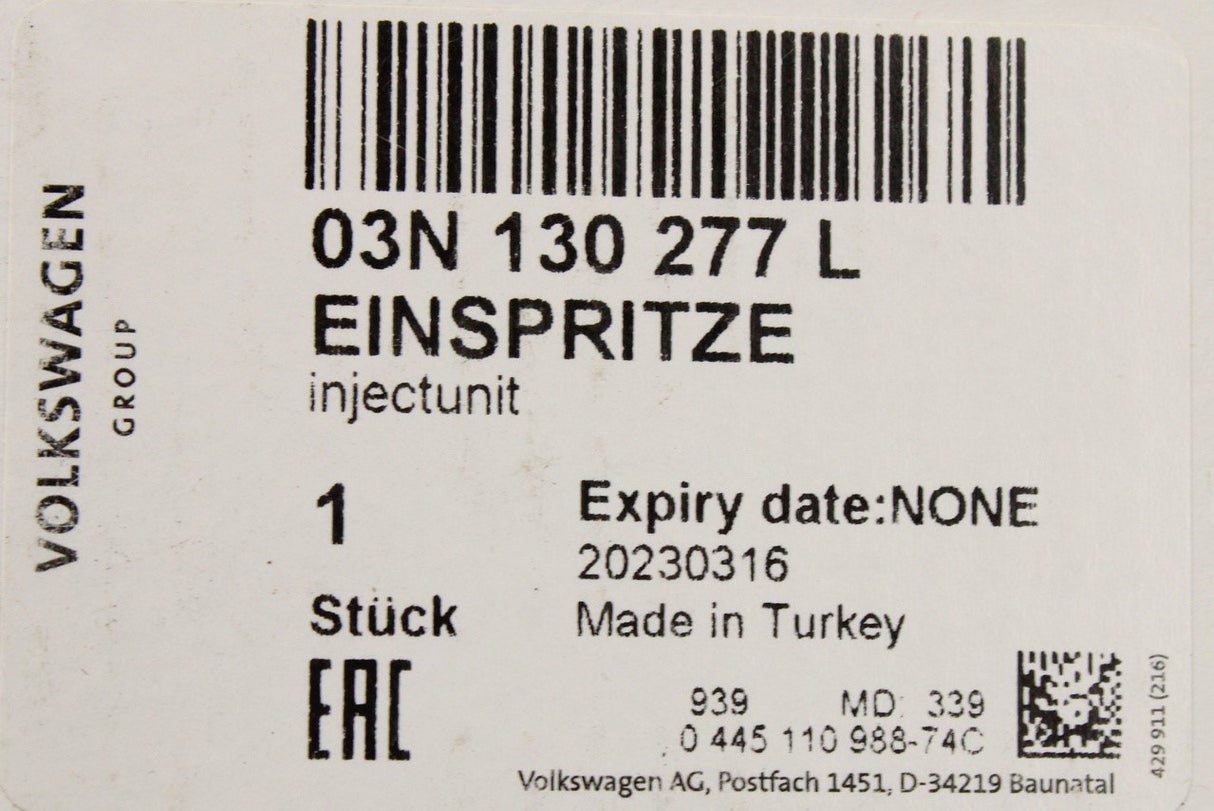 VOLKSWAGEN
GROUP
03N 130 277 L
EINSPRITZE
injectunit
1
Stück
Expiry date:NONE
20230316
Made in Turkey
EAC
939 MD: 339
0 445 110 988-74C
Volkswagen AG, Postfach 1451, D-34219 Baunatal
429 911 (216)